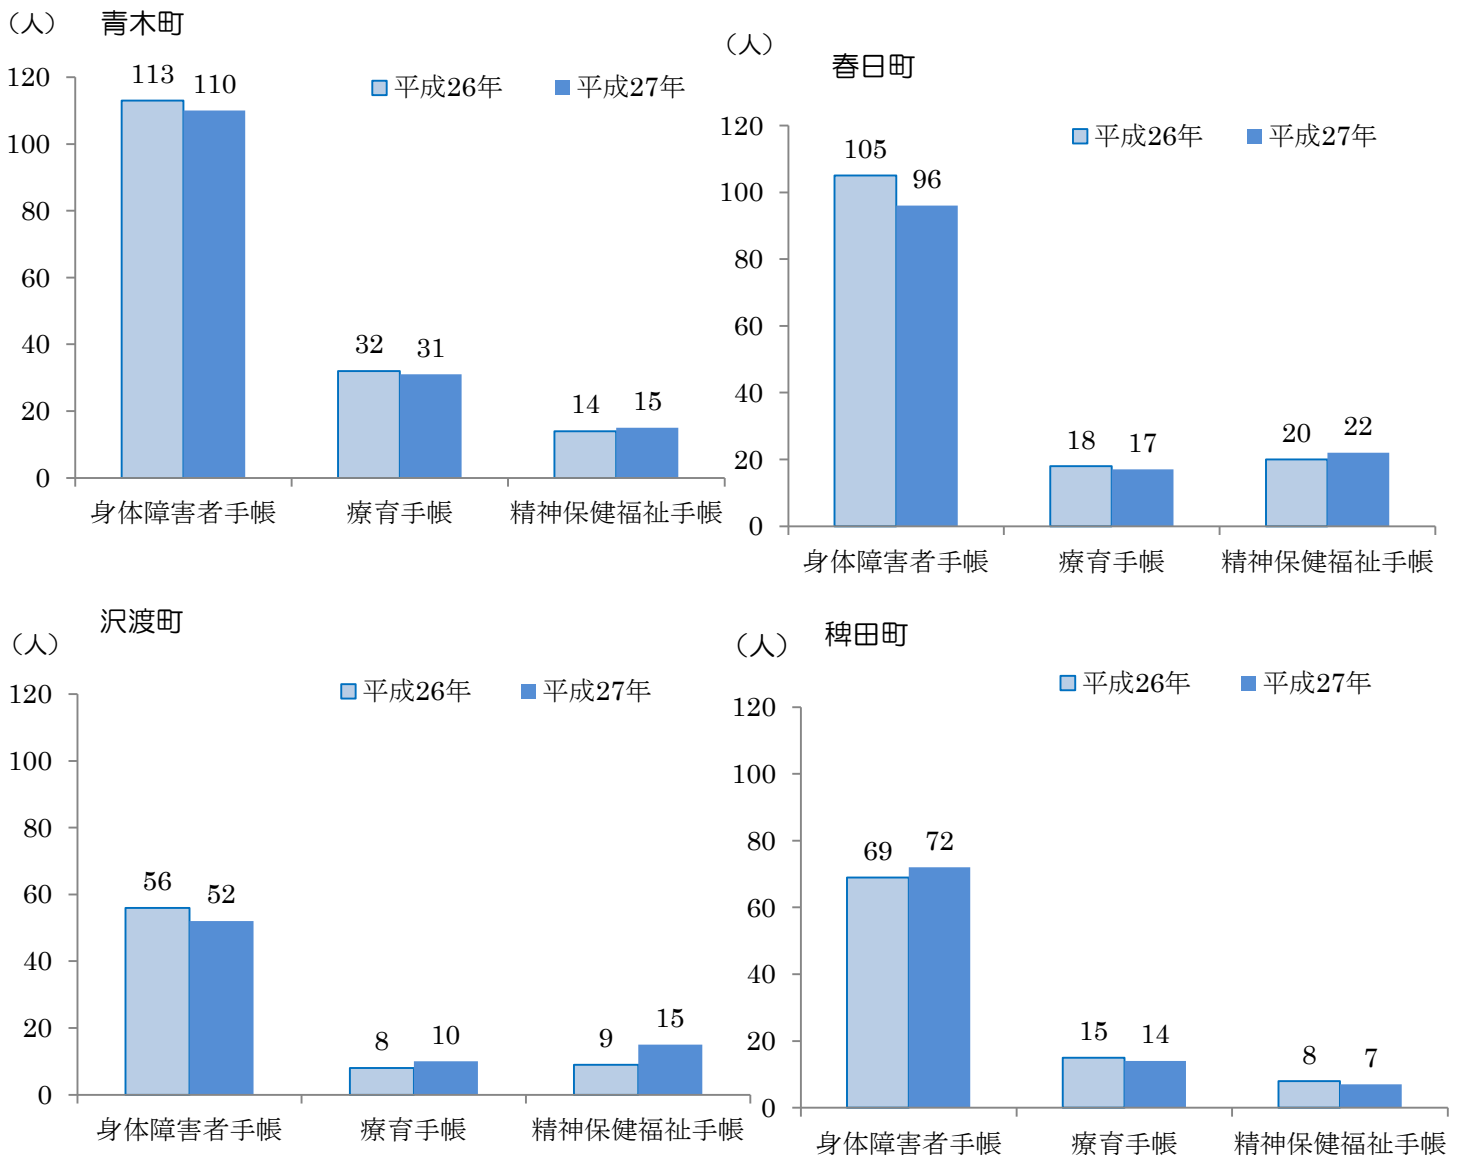 （人）
青木町
平成26年
平成27年
120
100
80
60
40
20
0
113
110
32
31
14
15
身体障害者手帳
療育手帳
精神保健福祉手帳
（人）
春日町
平成26年
平成27年
120
100
80
60
40
20
0
105
96
18
17
20
22
身体障害者手帳
療育手帳
精神保健福祉手帳
（人）
沢渡町
平成26年
平成27年
120
100
80
60
40
20
0
56
52
8
10
9
15
身体障害者手帳
療育手帳
精神保健福祉手帳
（人）
稗田町
平成26年
平成27年
120
100
80
60
40
20
0
69
72
15
14
8
7
身体障害者手帳
療育手帳
精神保健福祉手帳